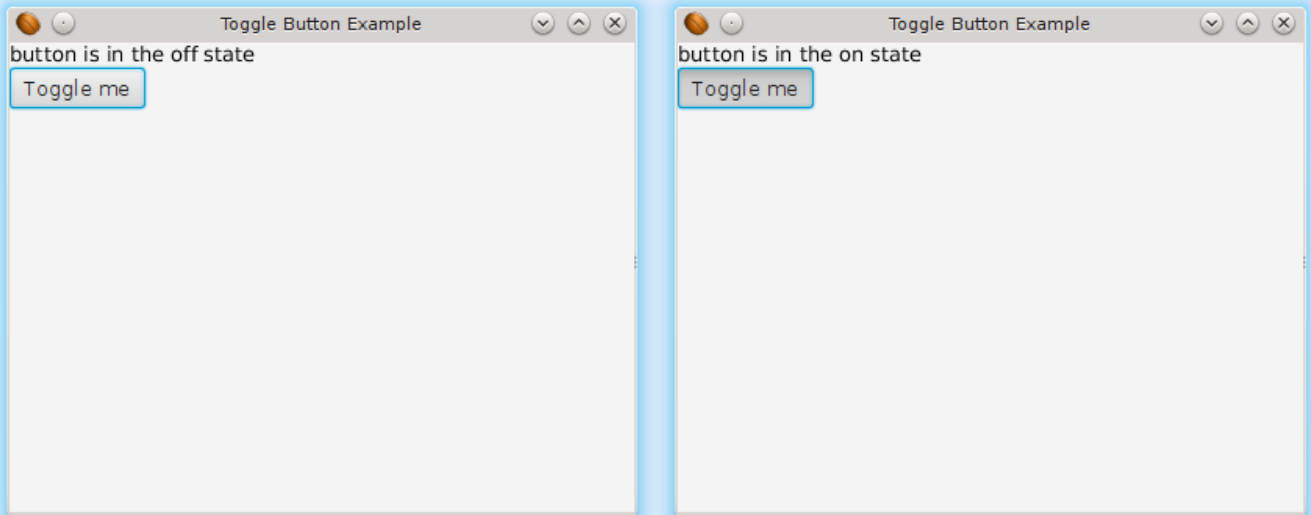 Toggle Button Example
button is in the off state
Toggle me
Toggle Button Example
button is in the on state
Toggle me